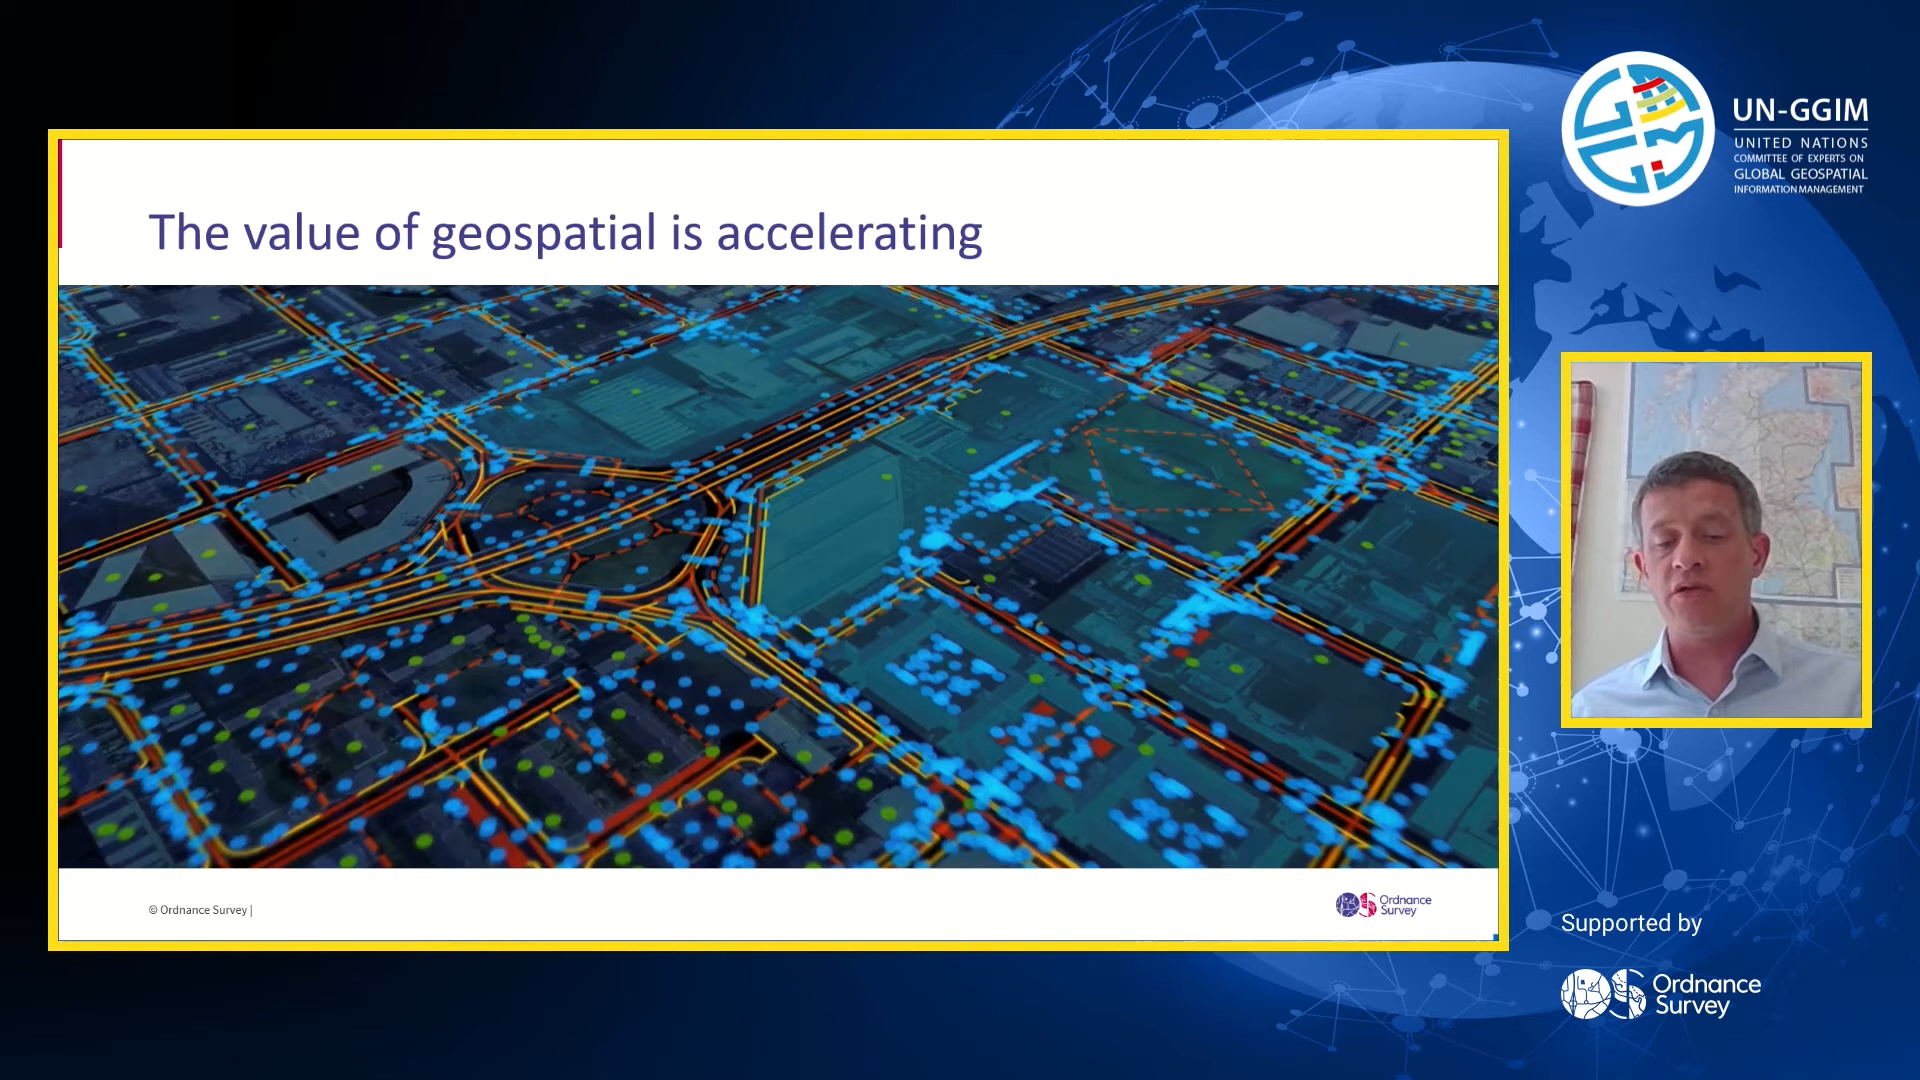 The value of geospatial is accelerating
© Ordnance Survey |
Ordnance
Survey
UN-GGIM
UNITED NATIONS
COMMITTEE OF EXPERTS ON
GLOBAL GEOSPATIAL
INFORMATION MANAGEMENT
Supported by
Ordnance
Survey